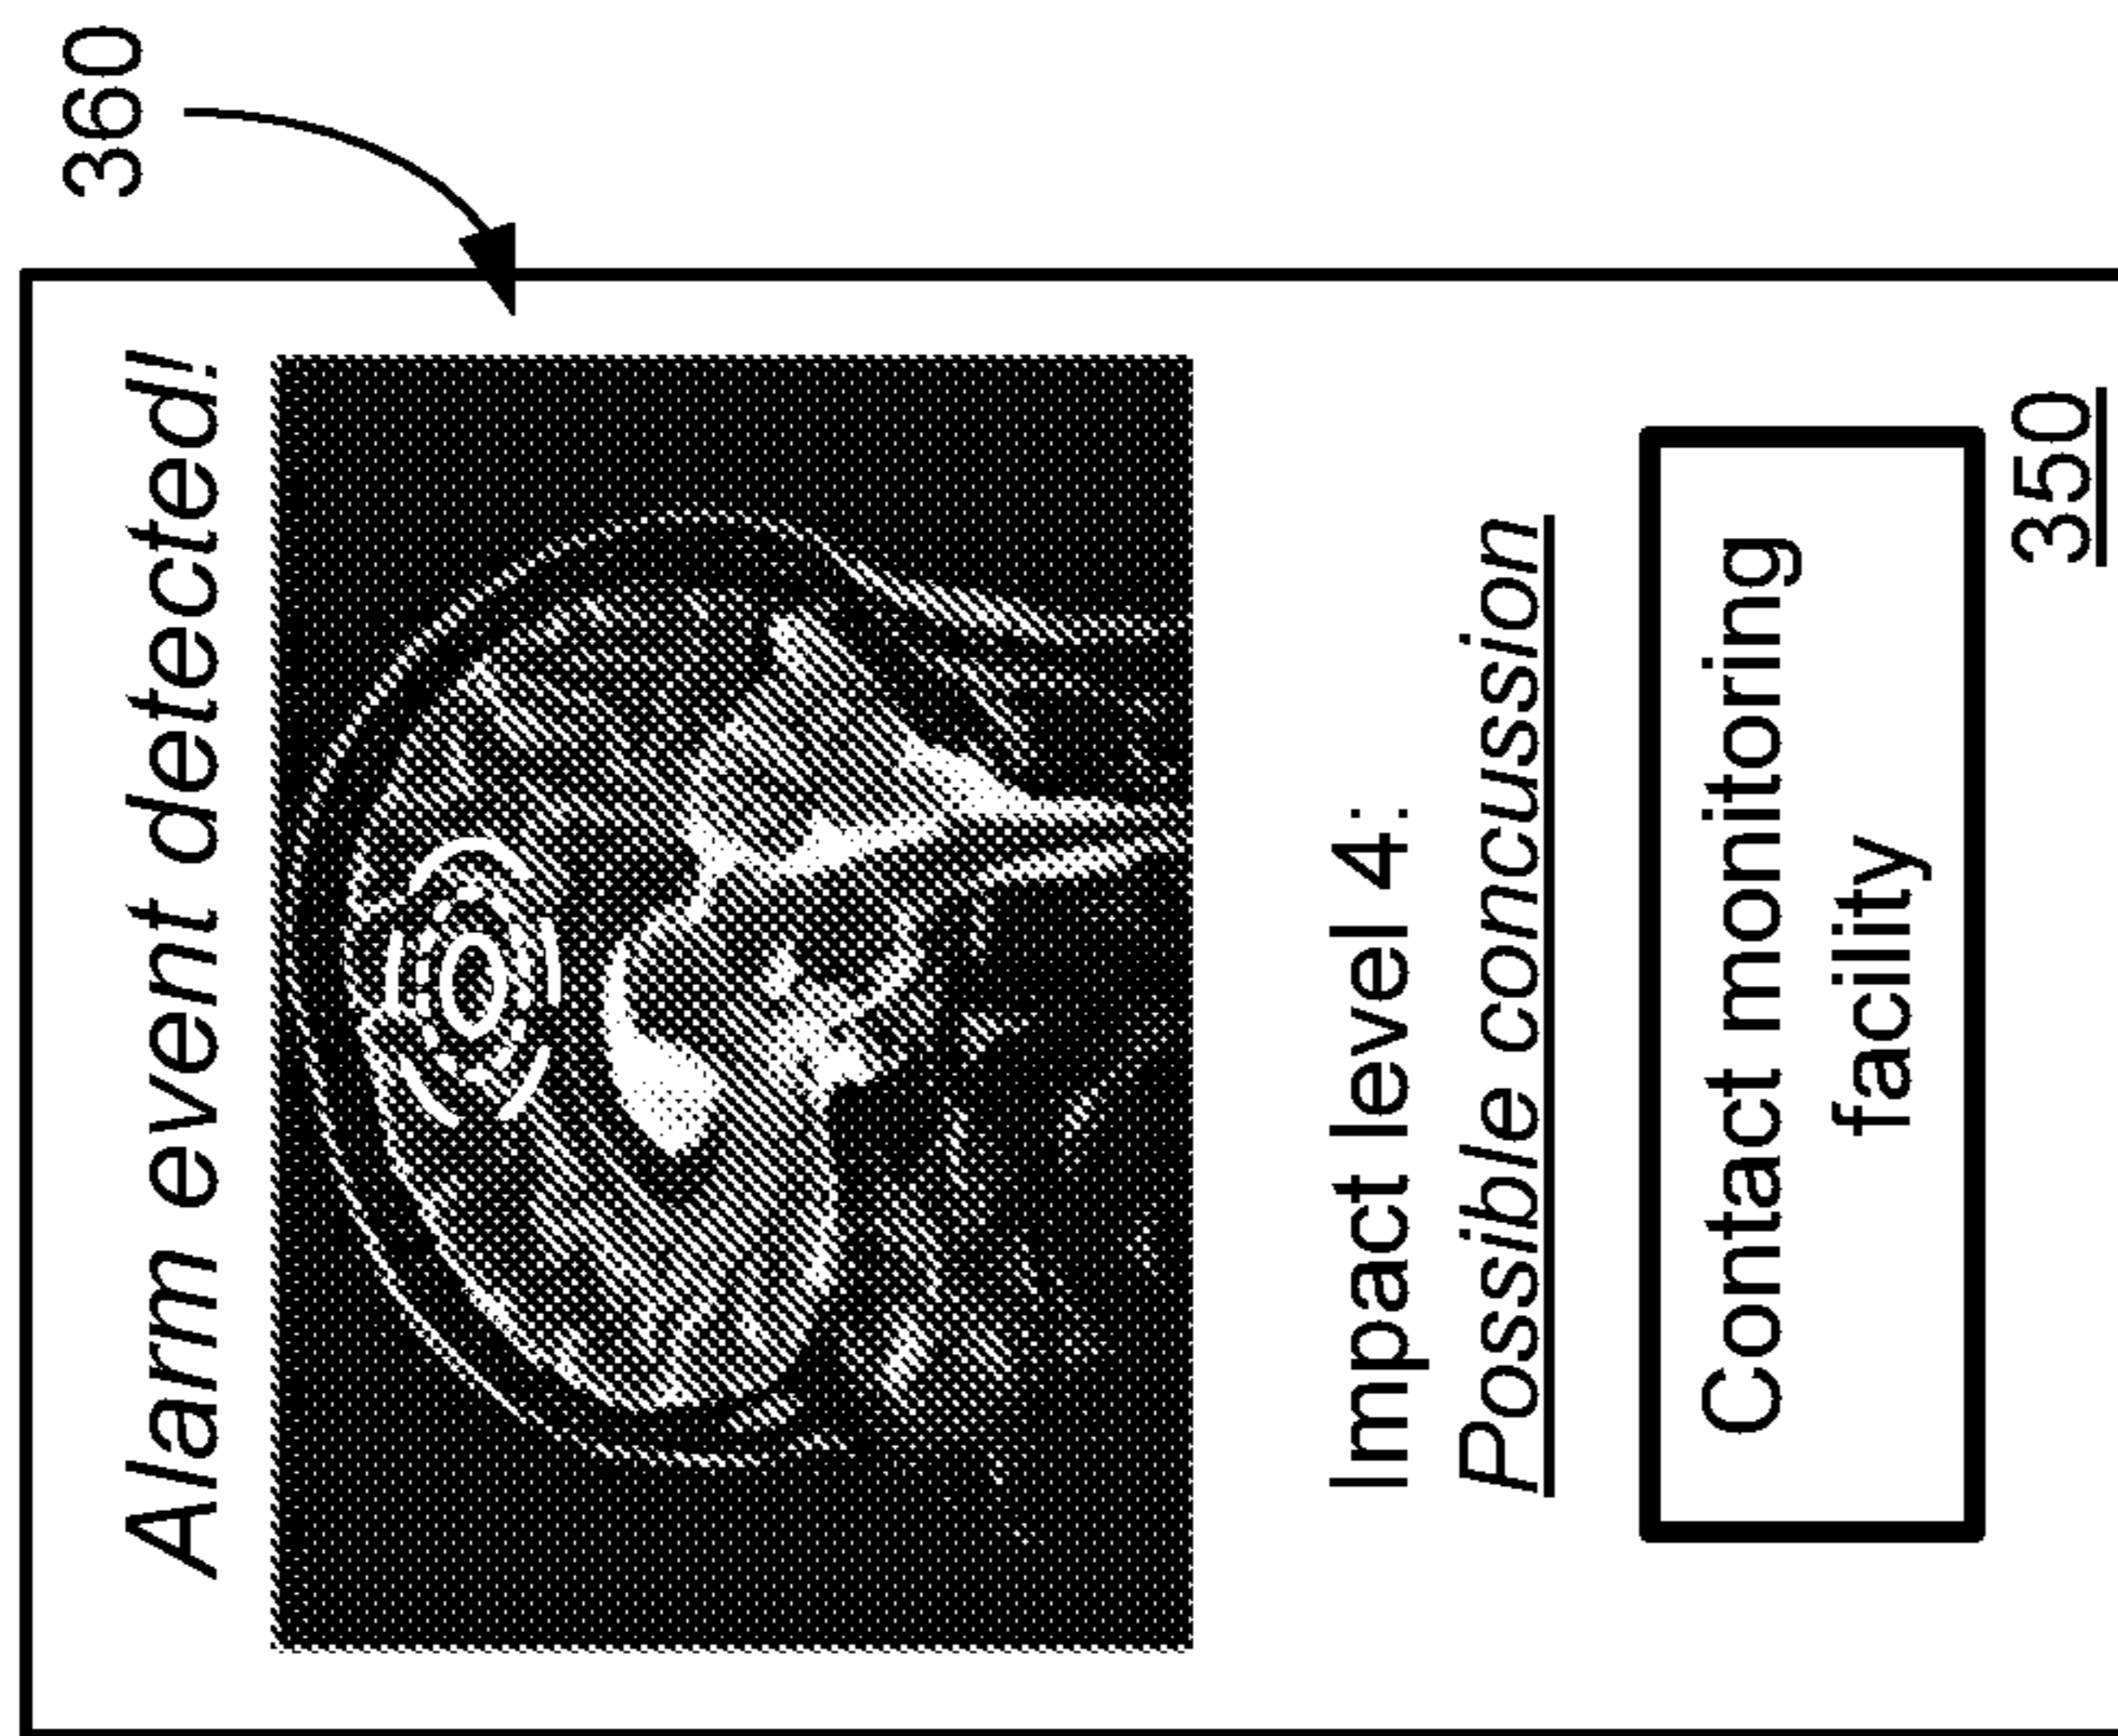 360
Alarm event detected!
Impact level 4:
Possible concussion
Contact monitoring
facility
350